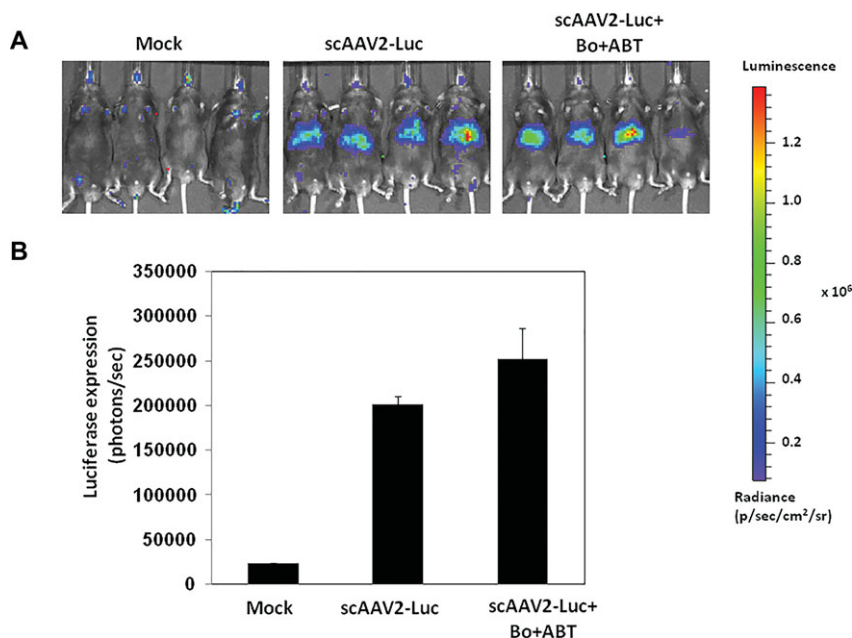 A
Mock
scAAV2-Luc
scAAV2-Luc+
Bo+ABT
Luminescence
1.2
1.0
0.8
x 10⁶
0.6
0.4
0.2
Radiance
(p/sec/cm²/sr)
B
Luciferase expression
(photons/sec)
350000
300000
250000
200000
150000
100000
50000
0
Mock
scAAV2-Luc
scAAV2-Luc+
Bo+ABT